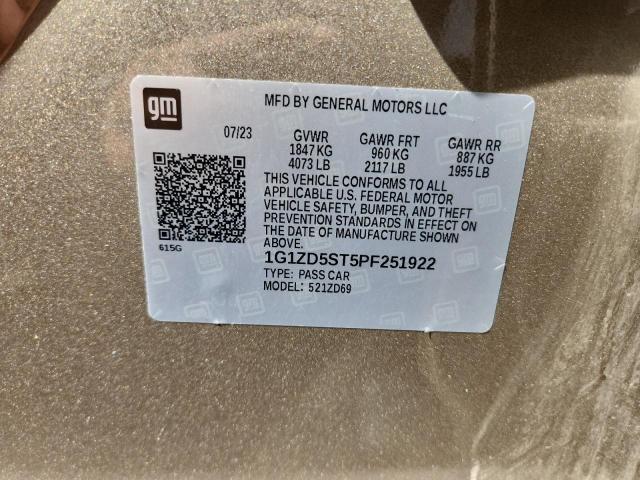 gm
MFD BY GENERAL MOTORS LLC
07/23 GVWR GAWR FRT GAWR RR
1847 KG 960 KG 887 KG
4073 LB 2117 LB 1955 LB
THIS VEHICLE CONFORMS TO ALL
APPLICABLE U.S. FEDERAL MOTOR
VEHICLE SAFETY, BUMPER, AND THEFT
PREVENTION STANDARDS IN EFFECT ON
THE DATE OF MANUFACTURE SHOWN
ABOVE.
615G
1G1ZD5ST5PF251922
TYPE: PASS CAR
MODEL: 521ZD69